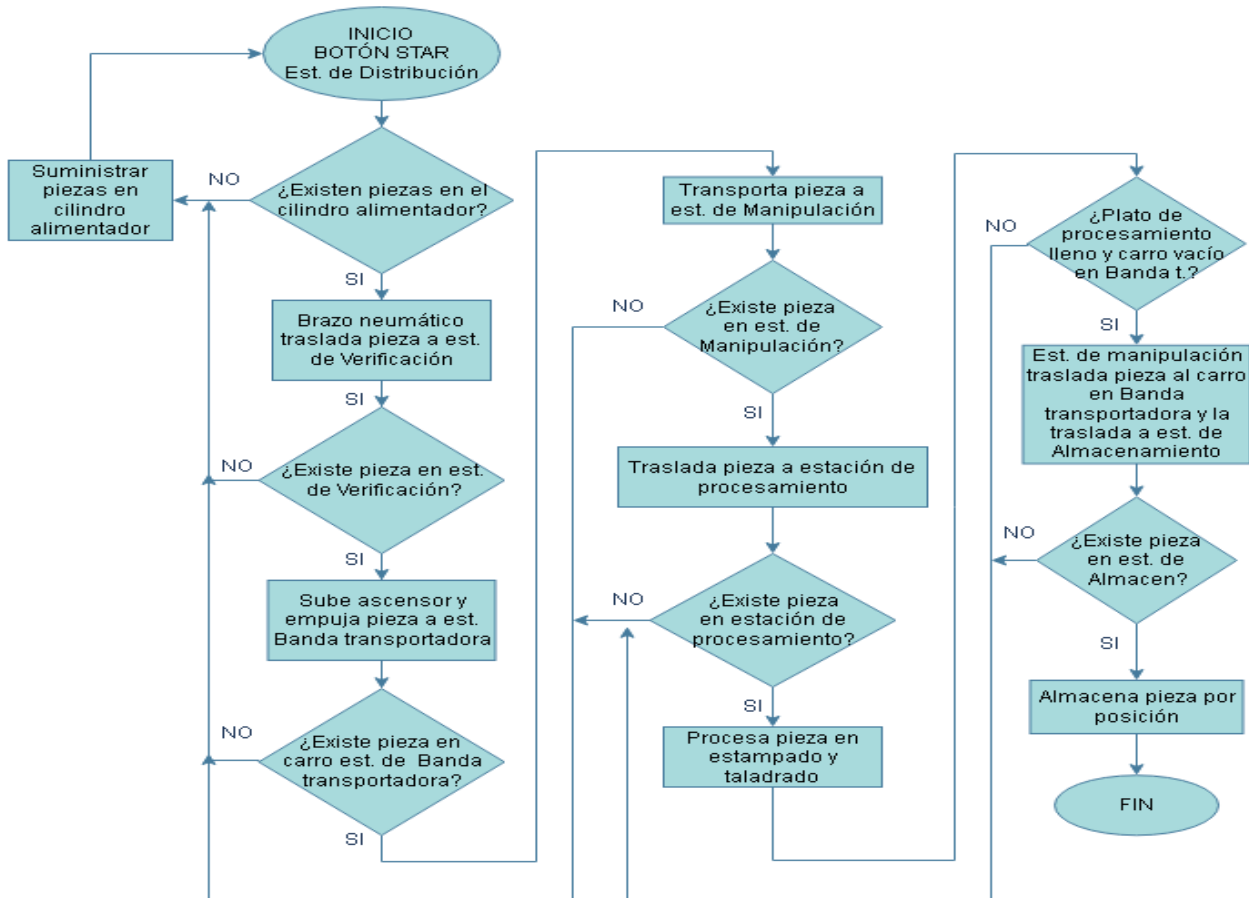 INICIO
BOTÓN STAR
Est. de Distribución
Suministrar
piezas en
cilindro
alimentador
NO
¿Existen piezas en el
cilindro alimentador?
SI
Brazo neumático
traslada pieza a est.
de Verificación
SI
NO
¿Existe pieza en est.
de Verificación?
SI
Sube ascensor y
empuja pieza a est.
Banda transportadora
NO
¿Existe pieza en
carro est. de Banda
transportadora?
SI
Transporta pieza a
est. de Manipulación
NO
¿Existe pieza
en est. de
Manipulación?
SI
Traslada pieza a estación de
procesamiento
NO
¿Existe pieza
en estación de
procesamiento?
SI
Procesa pieza en
estampado y
taladrado
NO
¿Plato de
procesamiento
lleno y carro vacío
en Banda t.?
SI
Est. de manipulación
traslada pieza al carro
en Banda
transportadora y la
traslada a est. de
Almacenamiento
NO
¿Existe pieza
en est. de
Almacen?
SI
Almacena pieza por
posición
FIN